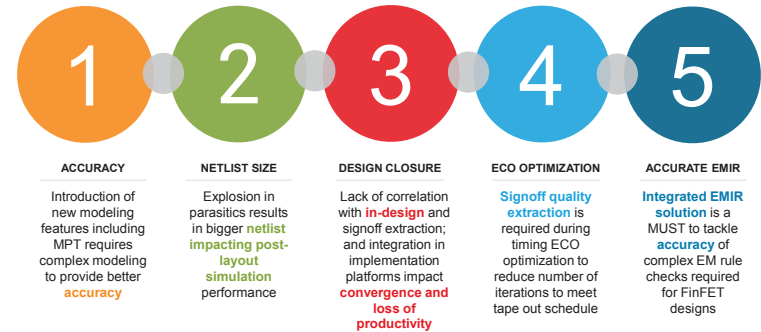 1
2
3
4
5
ACCURACY
Introduction of
new modeling
features including
MPT requires
complex modeling
to provide better
accuracy
NETLIST SIZE
Explosion in
parasitics results
in bigger netlist
impacting post-
layout
simulation
performance
DESIGN CLOSURE
Lack of correlation
with in-design and
signoff extraction;
and integration in
implementation
platforms impact
convergence and
loss of
productivity
ECO OPTIMIZATION
Signoff quality
extraction is
required during
timing ECO
optimization to
reduce number of
iterations to meet
tape out schedule
ACCURATE EMIR
Integrated EMIR
solution is a
MUST to tackle
accuracy of
complex EM rule
checks required
for FinFET
designs